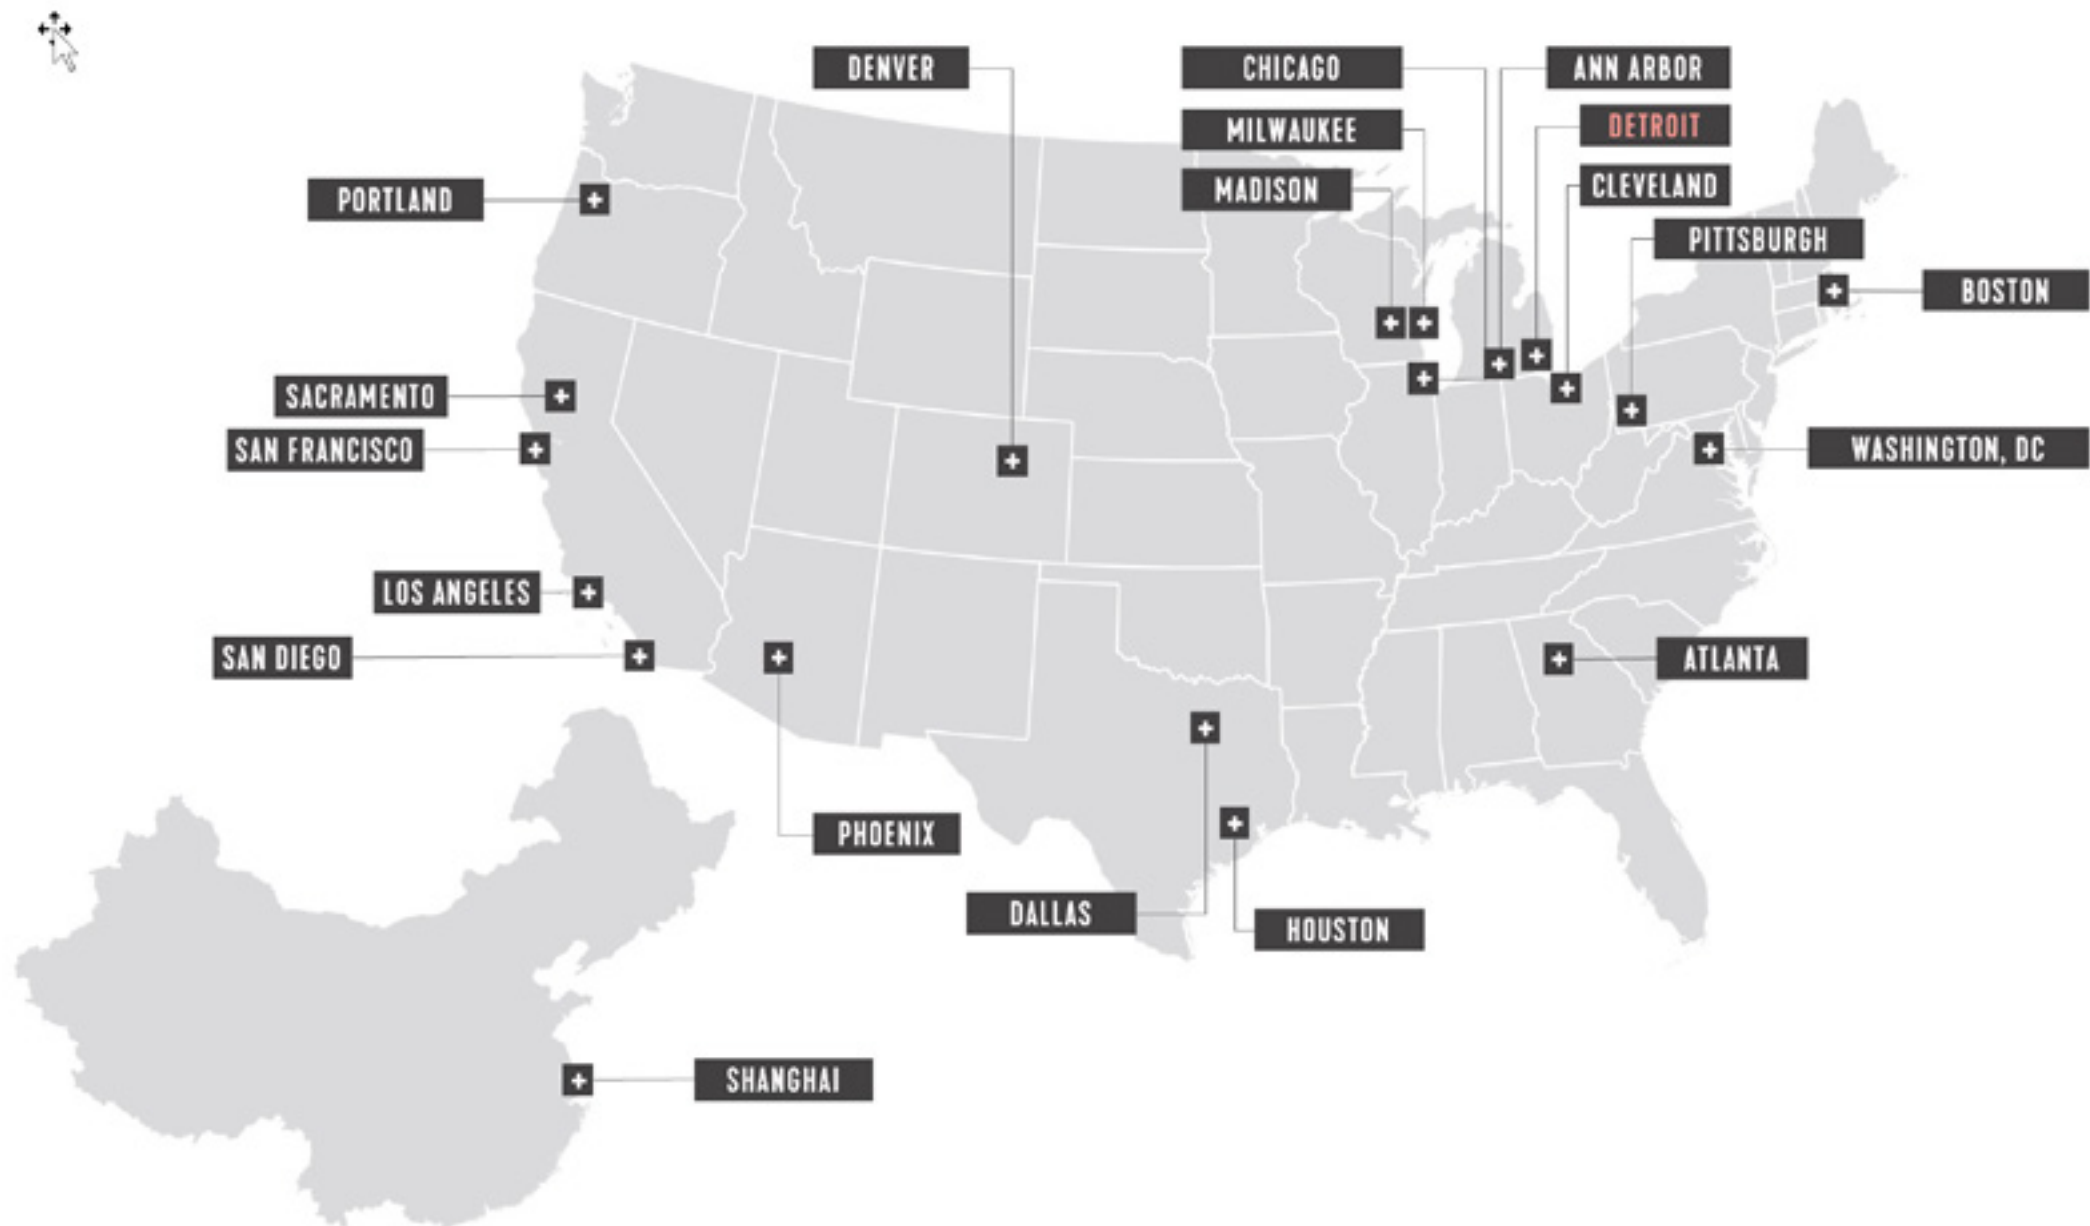 DENVER
CHICAGO
ANN ARBOR
DETROIT
MILWAUKEE
MADISON
CLEVELAND
PORTLAND
PITTSBURGH
BOSTON
SACRAMENTO
SAN FRANCISCO
WASHINGTON, DC
LOS ANGELES
SAN DIEGO
ATLANTA
PHOENIX
DALLAS
HOUSTON
SHANGHAI